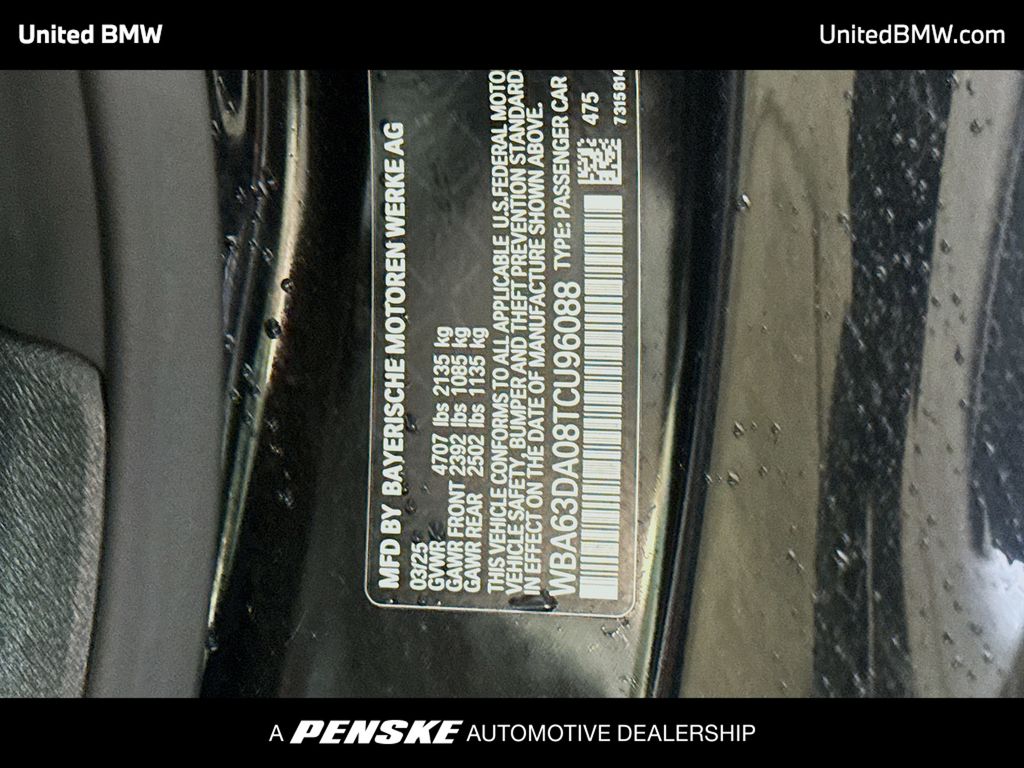 United BMW
UnitedBMW.com
MFD BY BAYERISCHE MOTOREN WERKE AG
03/25
GVWR 4707 lbs 2135 kg
GAWR FRONT 2392 lbs 1085 kg
GAWR REAR 2502 lbs 1135 kg
THIS VEHICLE CONFORMS TO ALL APPLICABLE U.S.FEDERAL MOTO
VEHICLE SAFETY, BUMPER AND THEFT PREVENTION STANDARDS
IN EFFECT ON THE DATE OF MANUFACTURE SHOWN ABOVE.
WBA63DA08TCU96088 TYPE: PASSENGER CAR
475
7315814
A PENSKE AUTOMOTIVE DEALERSHIP